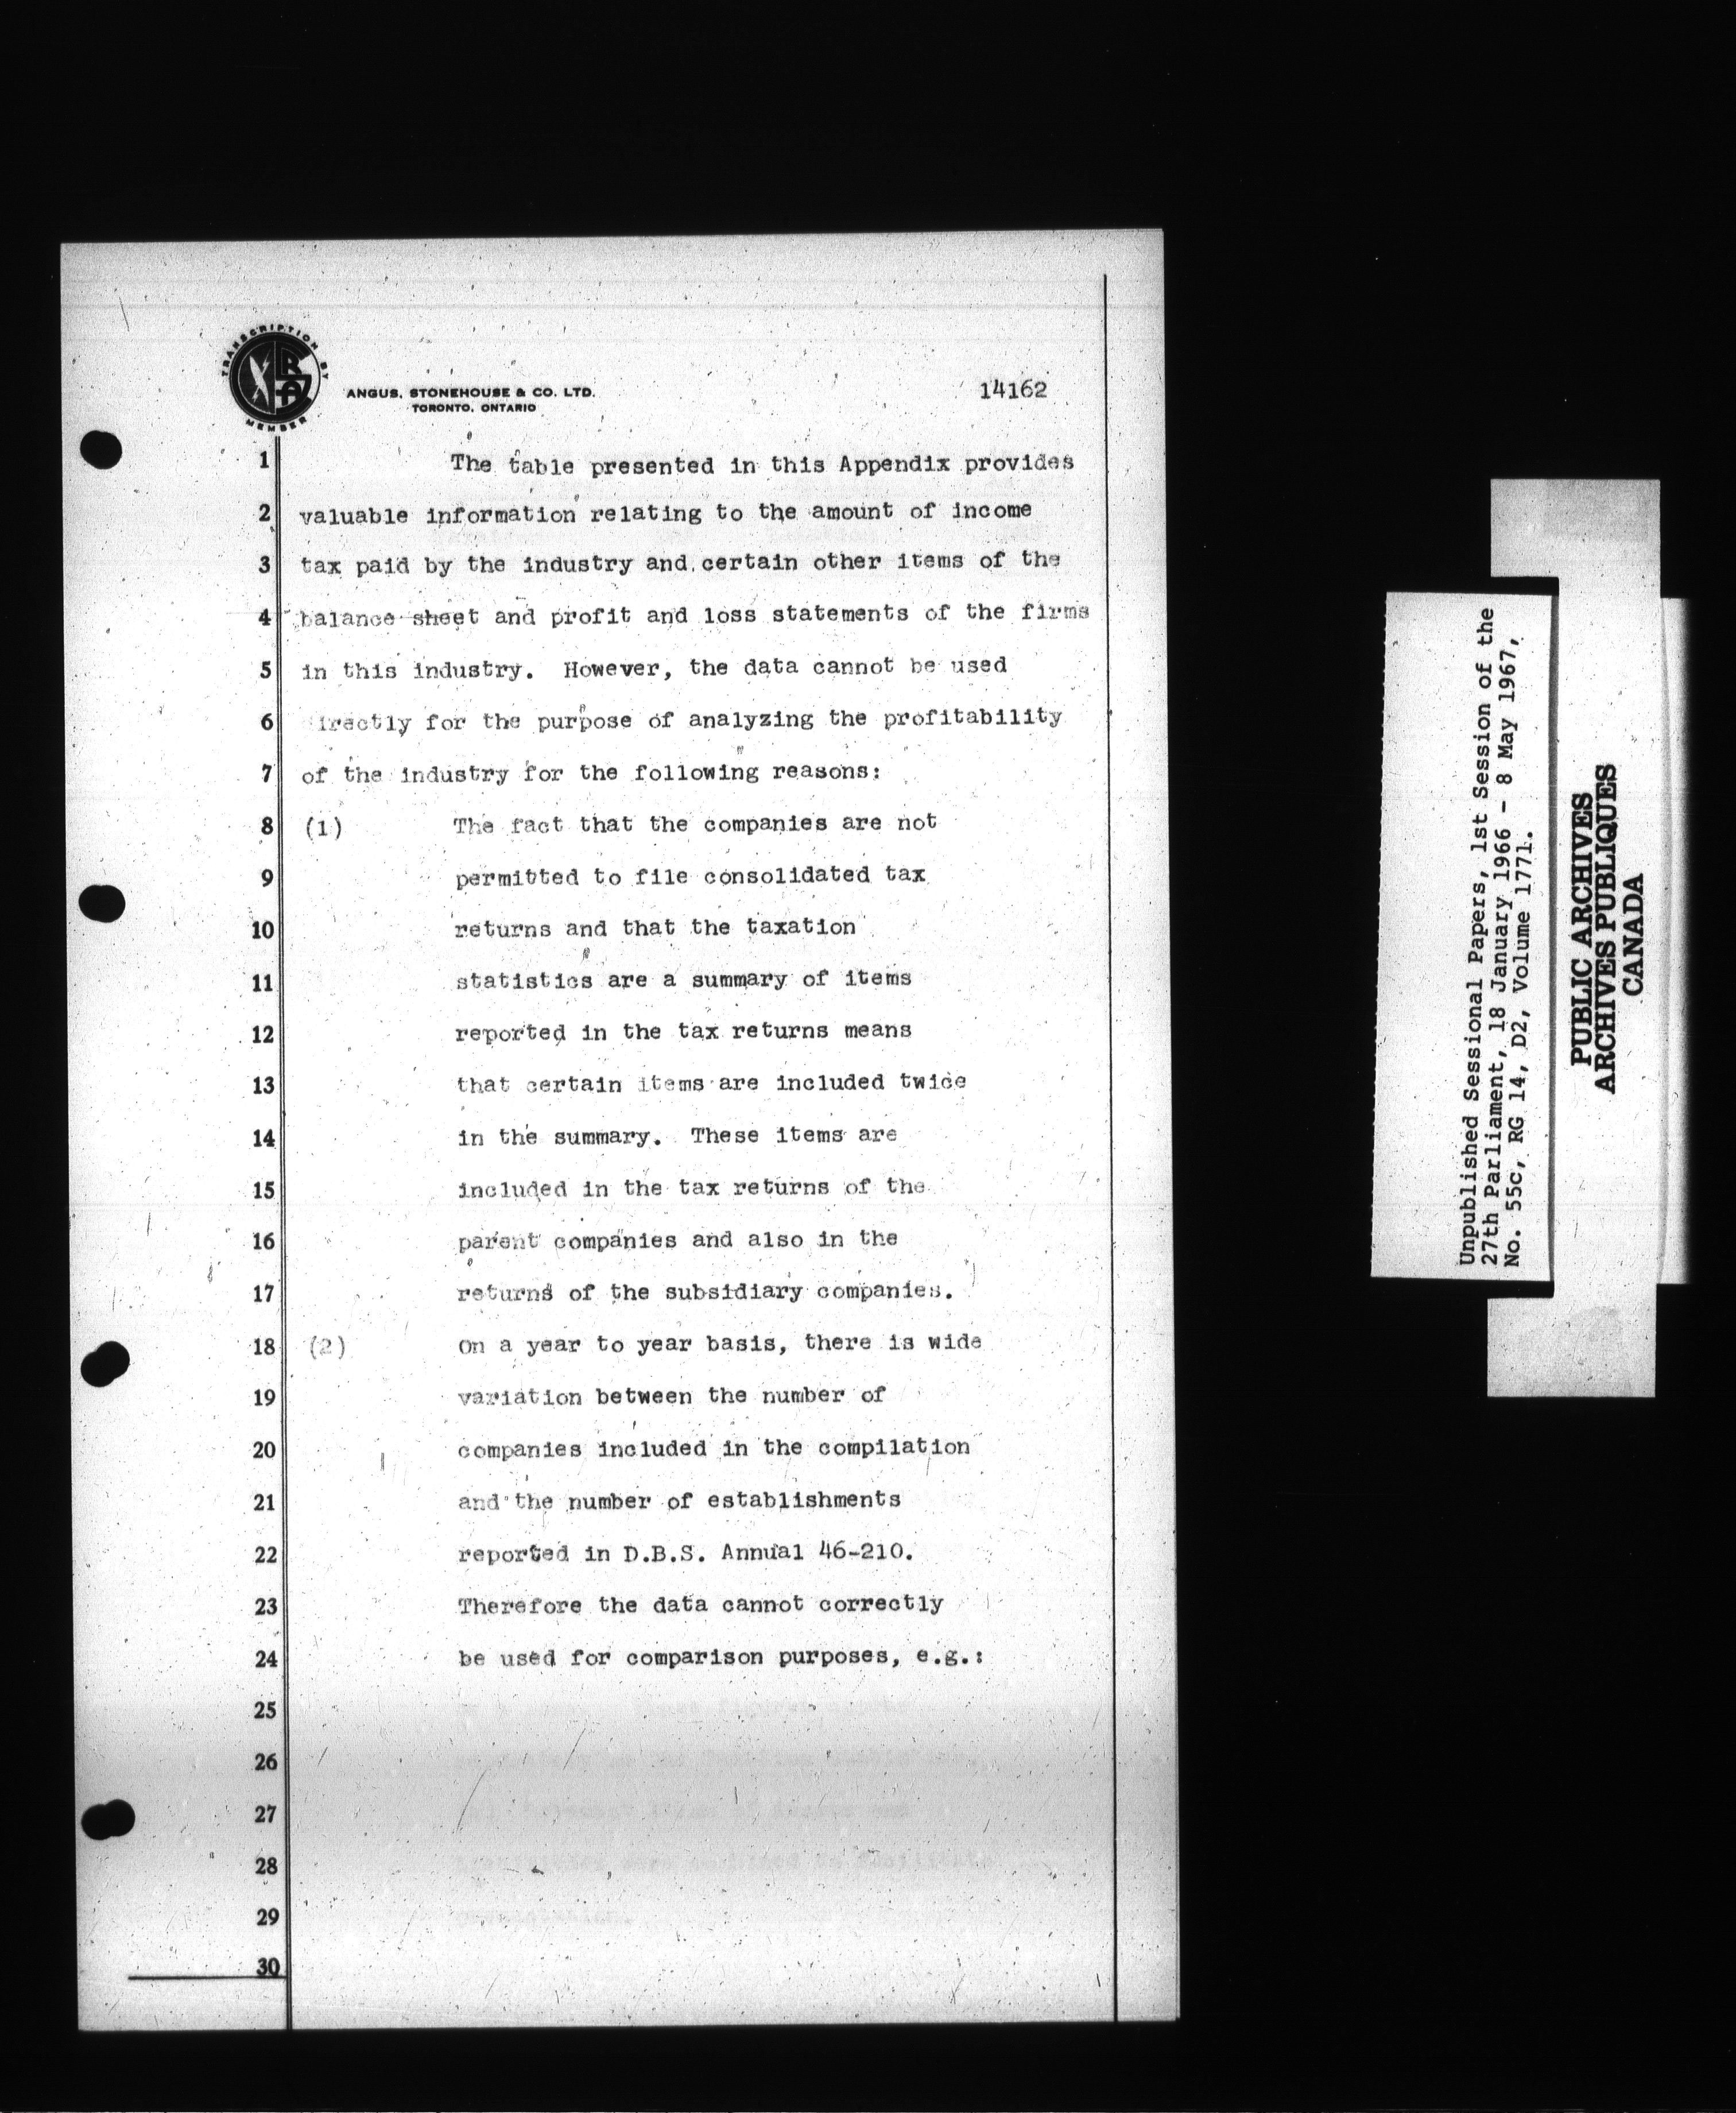 TRANSCRIPTION BY
MEMBER
ANGUS, STONEHOUSE & CO. LTD.
TORONTO, ONTARIO
14162
1 The table presented in this Appendix provides
2 valuable information relating to the amount of income
3 tax paid by the industry and certain other items of the
4 balance sheet and profit and loss statements of the firms
5 in this industry. However, the data cannot be used
6 directly for the purpose of analyzing the profitability
7 of the industry for the following reasons:
8 (1) The fact that the companies are not
9 permitted to file consolidated tax
10 returns and that the taxation
11 statistics are a summary of items
12 reported in the tax returns means
13 that certain items are included twice
14 in the summary. These items are
15 included in the tax returns of the
16 parent companies and also in the
17 returns of the subsidiary companies.
18 (2) On a year to year basis, there is wide
19 variation between the number of
20 companies included in the compilation
21 and the number of establishments
22 reported in D.B.S. Annual 46-210.
23 Therefore the data cannot correctly
24 be used for comparison purposes, e.g.:
25
26
27
28
29
30
Unpublished Sessional Papers, 1st Session of the
27th Parliament, 18 January 1966 - 8 May 1967,
No. 55c, RG 14, D2, Volume 1771.
PUBLIC ARCHIVES
ARCHIVES PUBLIQUES
CANADA